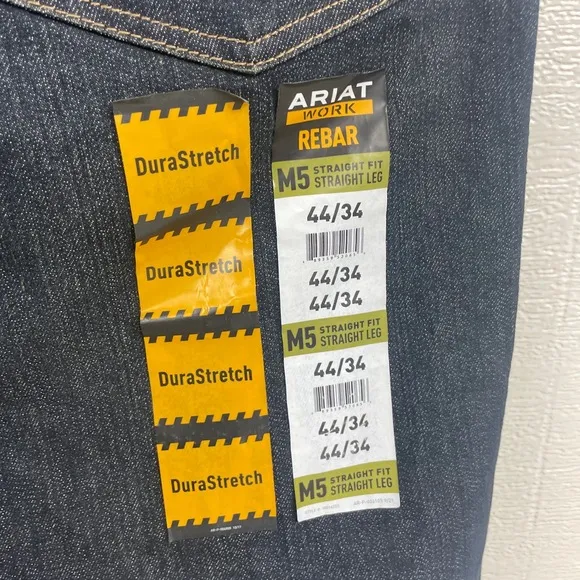 DuraStretch
DuraStretch
DuraStretch
DuraStretch
ARIAT
WORK
REBAR
M5 STRAIGHT FIT
STRAIGHT LEG
44/34
44/34
44/34
M5 STRAIGHT FIT
STRAIGHT LEG
44/34
44/34
44/34
M5 STRAIGHT FIT
STRAIGHT LEG